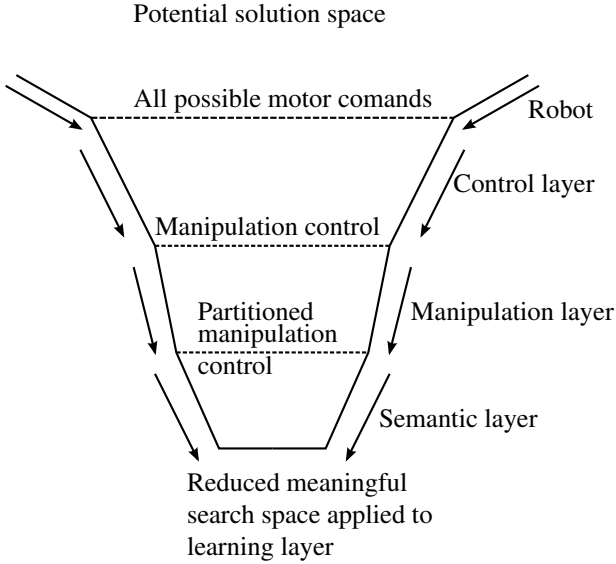 Potential solution space
All possible motor comands
Robot
Control layer
Manipulation control
Partitioned
manipulation
control
Manipulation layer
Semantic layer
Reduced meaningful
search space applied to
learning layer